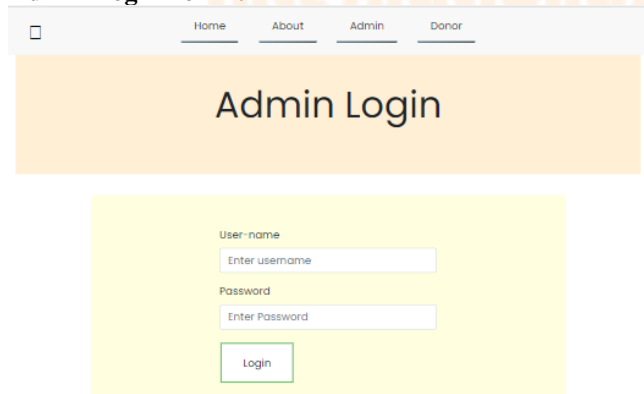 Home About Admin Donor
Admin Login
User-name
Enter username
Password
Enter Password
Login